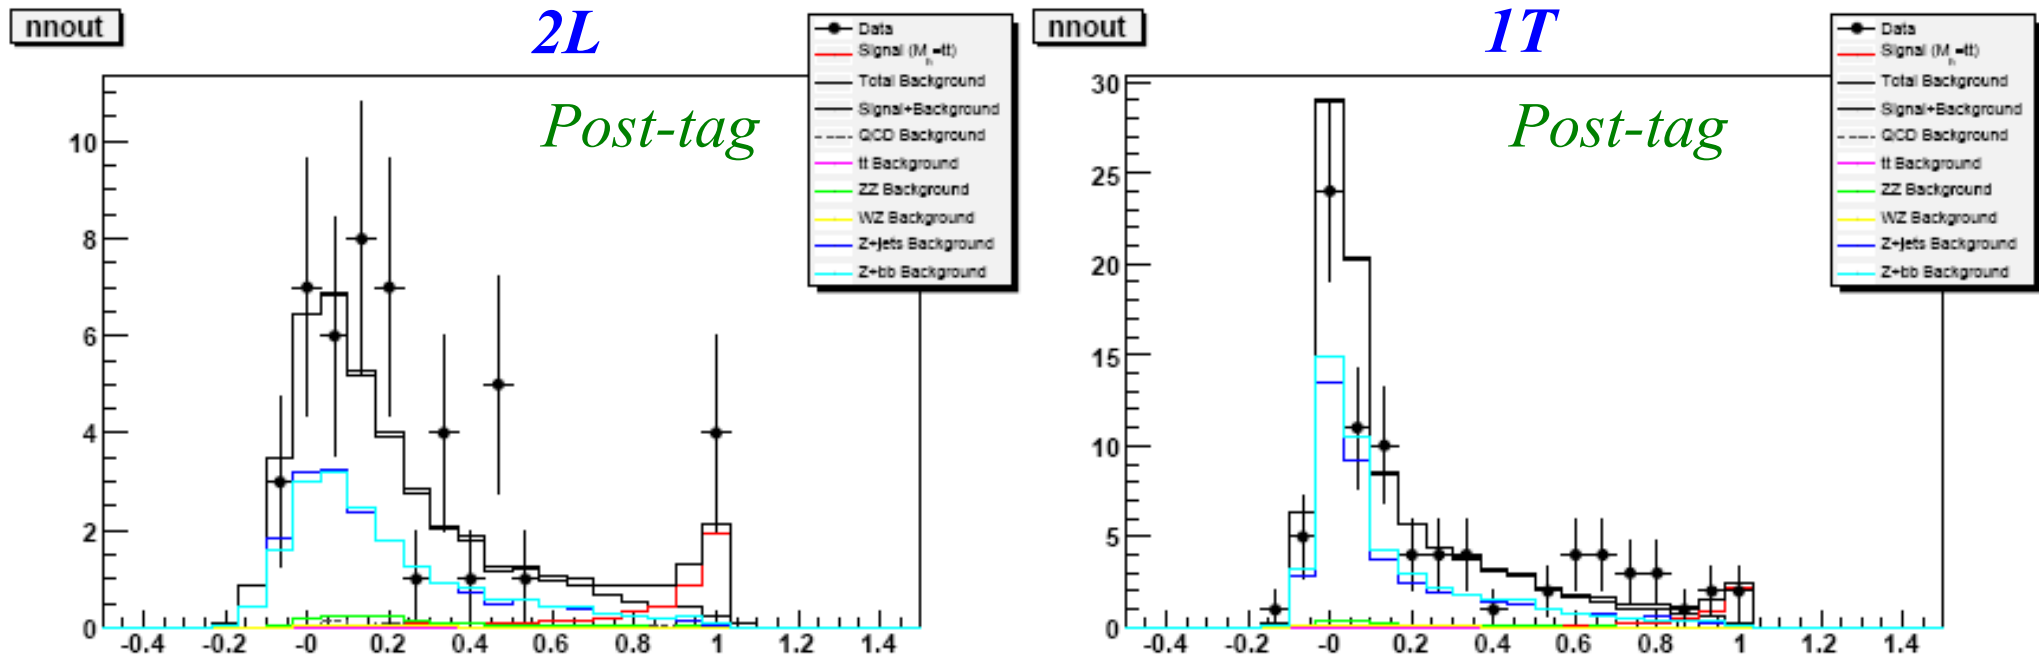 nnout
2L
Post-tag
Data
Signal (M
h
=tt)
Total Background
Signal+Background
QCD Background
tt Background
ZZ Background
WZ Background
Z+jets Background
Z+bb Background
10
8
6
4
2
0
-0.4 -0.2 -0 0.2 0.4 0.6 0.8 1 1.2 1.4
nnout
1T
Post-tag
Data
Signal (M
h
=tt)
Total Background
Signal+Background
QCD Background
tt Background
ZZ Background
WZ Background
Z+jets Background
Z+bb Background
30
25
20
15
10
5
0
-0.4 -0.2 -0 0.2 0.4 0.6 0.8 1 1.2 1.4